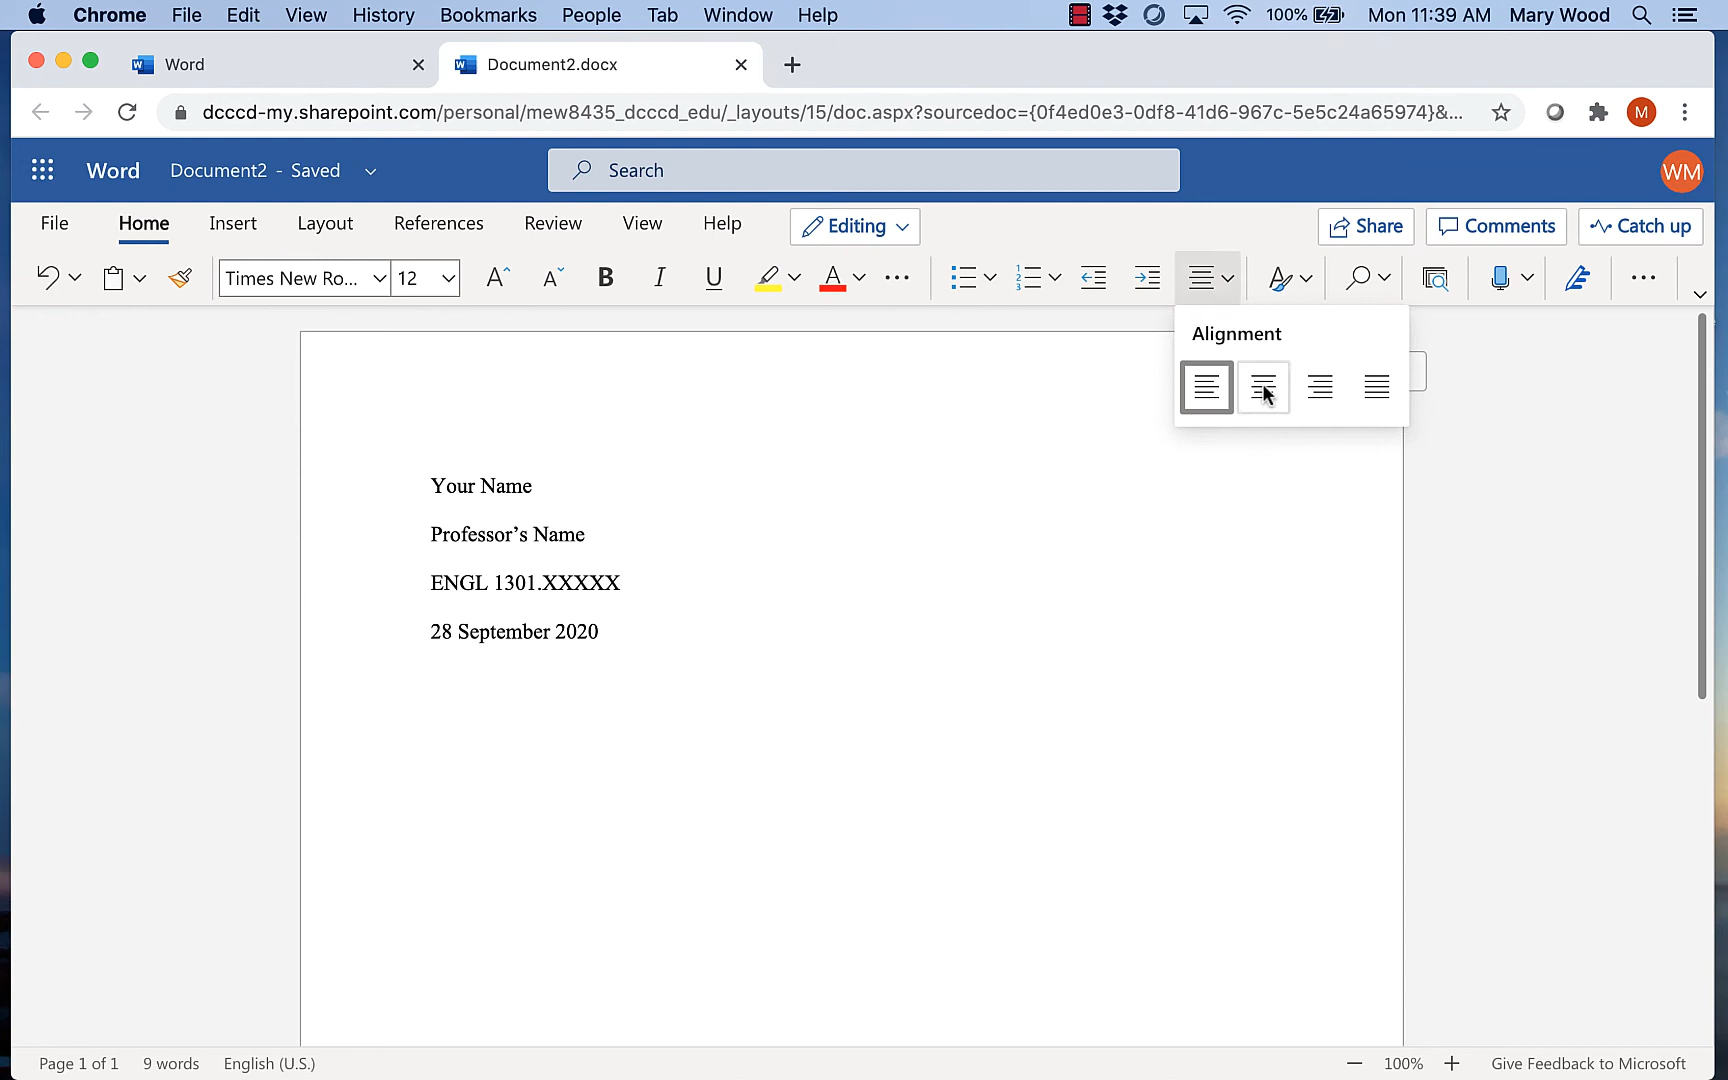 Chrome File Edit View History Bookmarks People Tab Window Help 100% Mon 11:39 AM Mary Wood
Word Document2.docx
dcccd-my.sharepoint.com/personal/mew8435_dcccd_edu/_layouts/15/doc.aspx?sourcedoc={0f4ed0e3-0df8-41d6-967c-5e5c24a65974}&... M
Word Document2 - Saved Search WM
File Home Insert Layout References Review View Help Editing Share Comments Catch up
Times New Ro... 12 A A B I U A
Alignment
Your Name
Professor’s Name
ENGL 1301.XXXXX
28 September 2020
Page 1 of 1 9 words English (U.S.) 100% Give Feedback to Microsoft